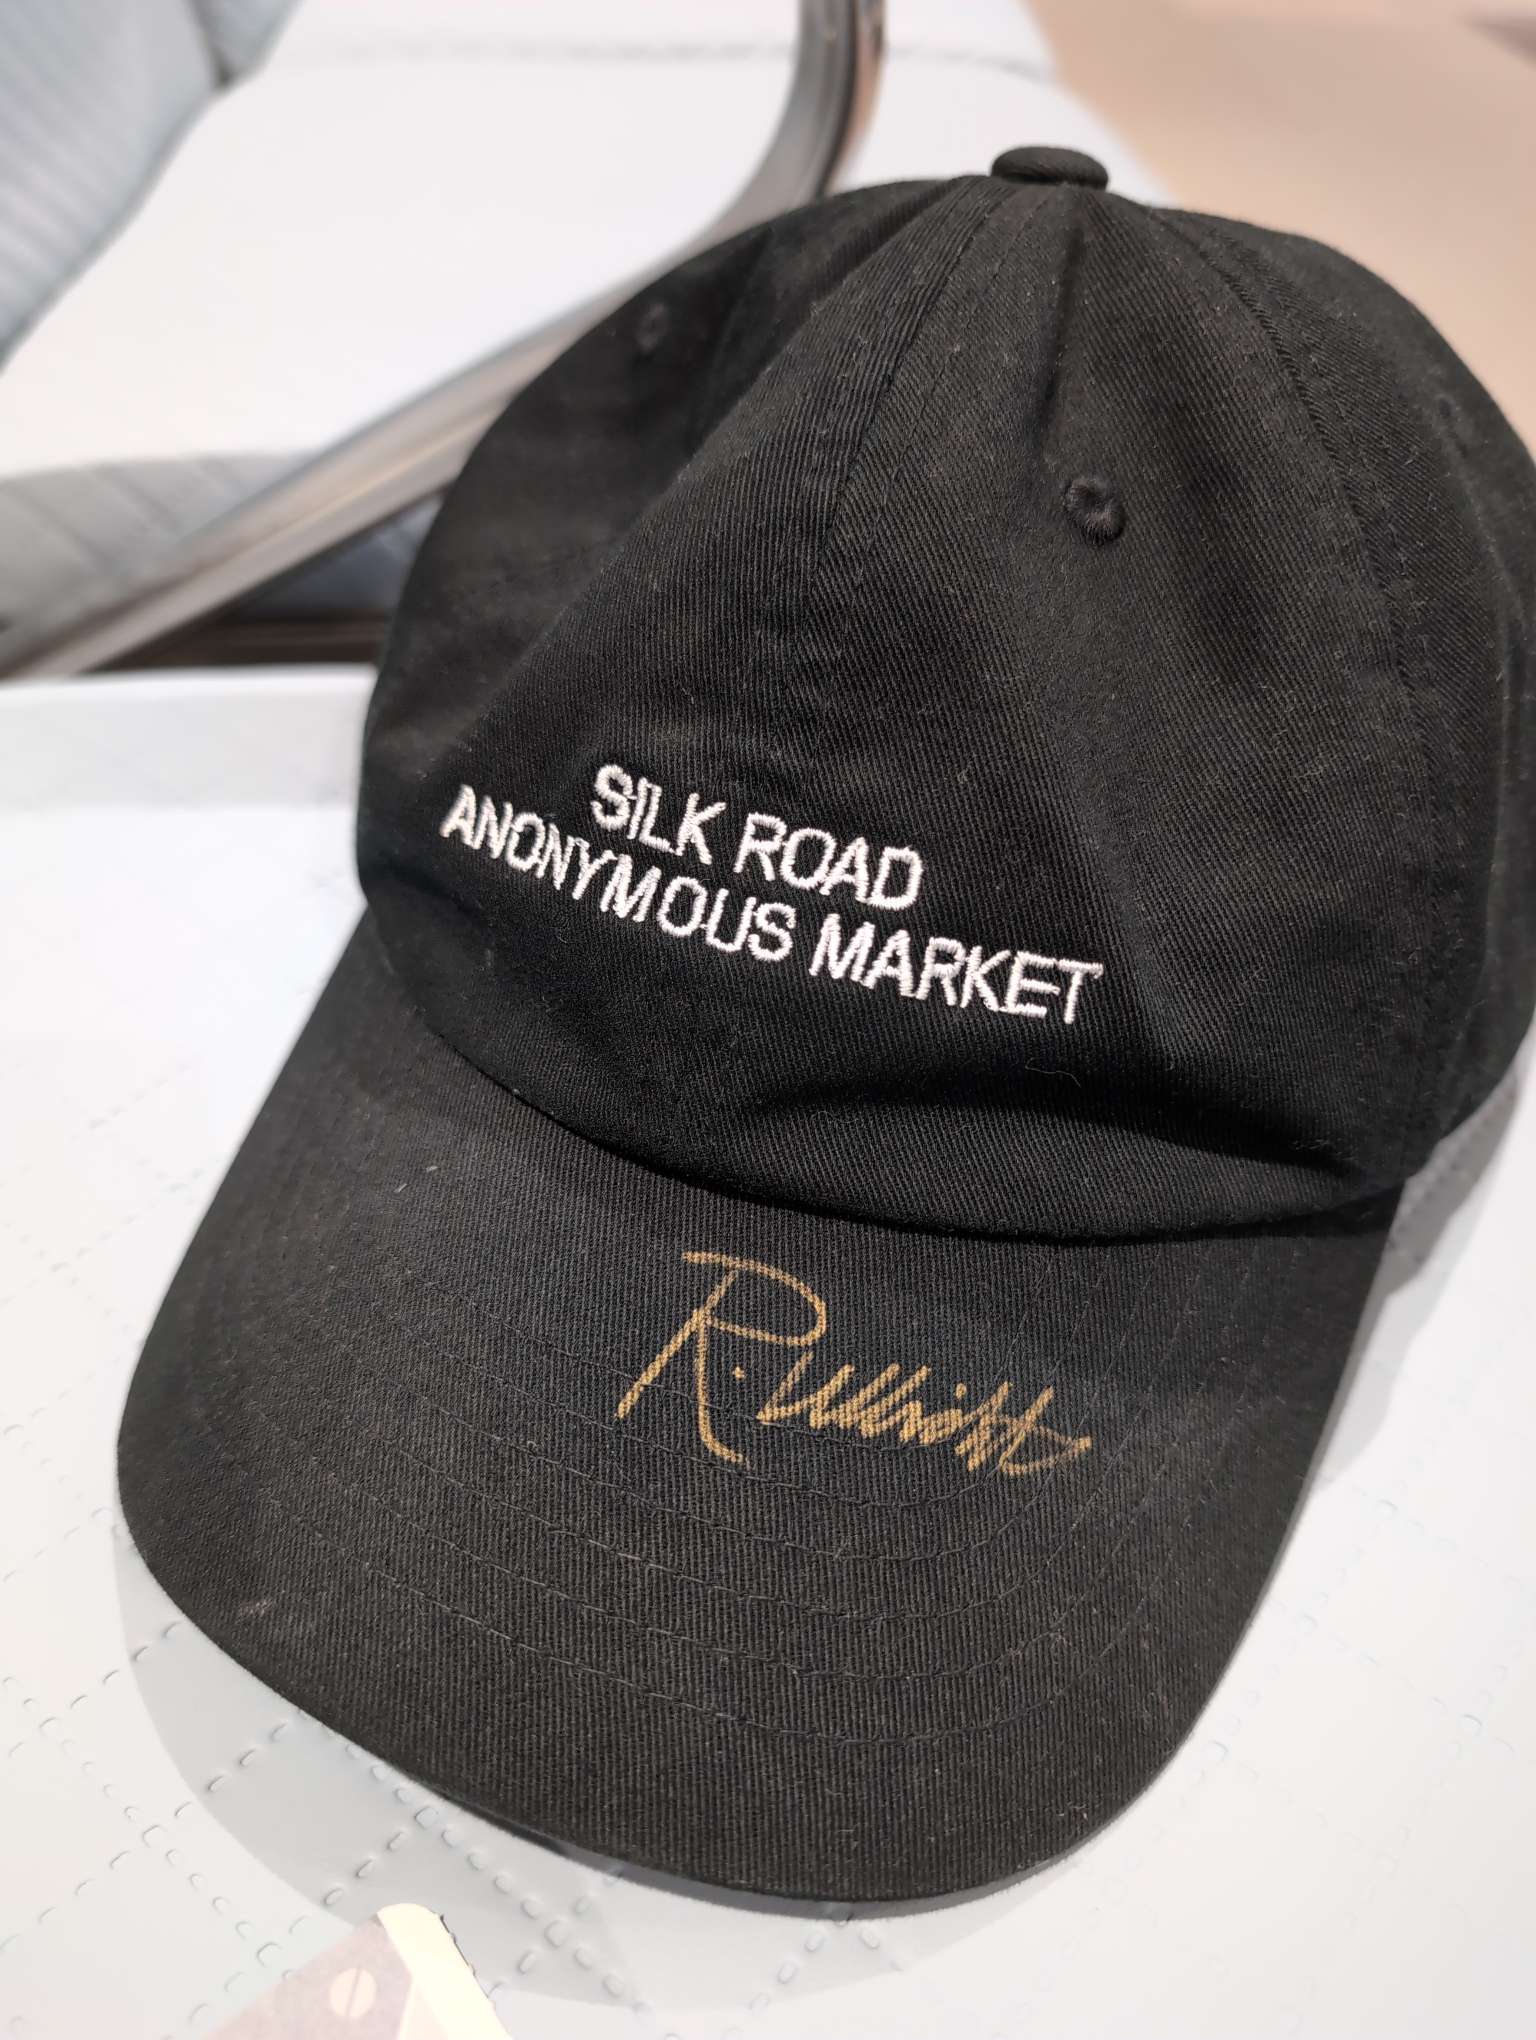 SILK ROAD
ANONYMOUS MARKET
R.